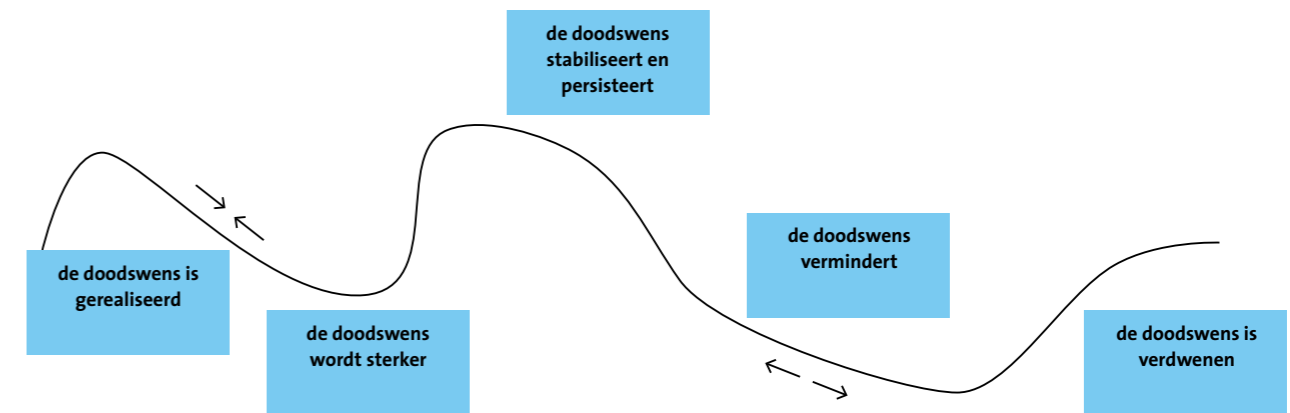 de doodswens
stabiliseert en
persisteert
de doodswens is
gerealiseerd
de doodswens
wordt sterker
de doodswens
vermindert
de doodswens is
verdwenen